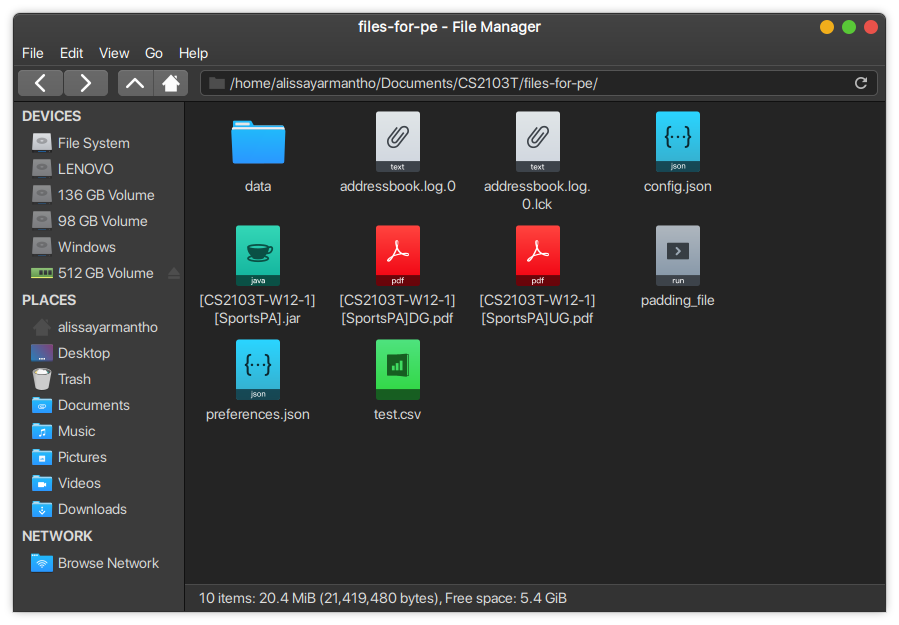 files-for-pe - File Manager
File Edit View Go Help
/home/alissayarmantho/Documents/CS2103T/files-for-pe/
DEVICES
File System
LENOVO
136 GB Volume
98 GB Volume
Windows
512 GB Volume
PLACES
alissayarmantho
Desktop
Trash
Documents
Music
Pictures
Videos
Downloads
NETWORK
Browse Network
data
text
addressbook.log.0
text
addressbook.log.
0.lck
json
config.json
java
[CS2103T-W12-1]
[SportsPA].jar
pdf
[CS2103T-W12-1]
[SportsPA]DG.pdf
pdf
[CS2103T-W12-1]
[SportsPA]UG.pdf
run
padding_file
json
preferences.json
test.csv
10 items: 20.4 MiB (21,419,480 bytes), Free space: 5.4 GiB